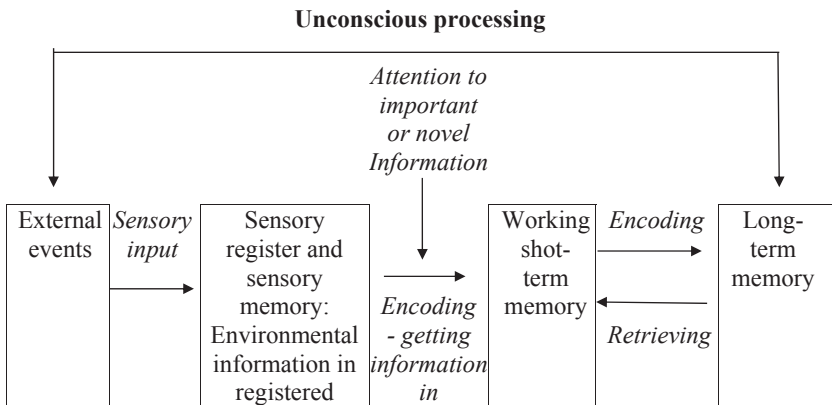 Unconscious processing
Attention to
important
or novel
Information
External
events
Sensory
input
Sensory
register and
sensory
memory:
Environmental
information in
registered
Encoding
- getting
information
in
Working
shot-
term
memory
Encoding
Retrieving
Long-
term
memory